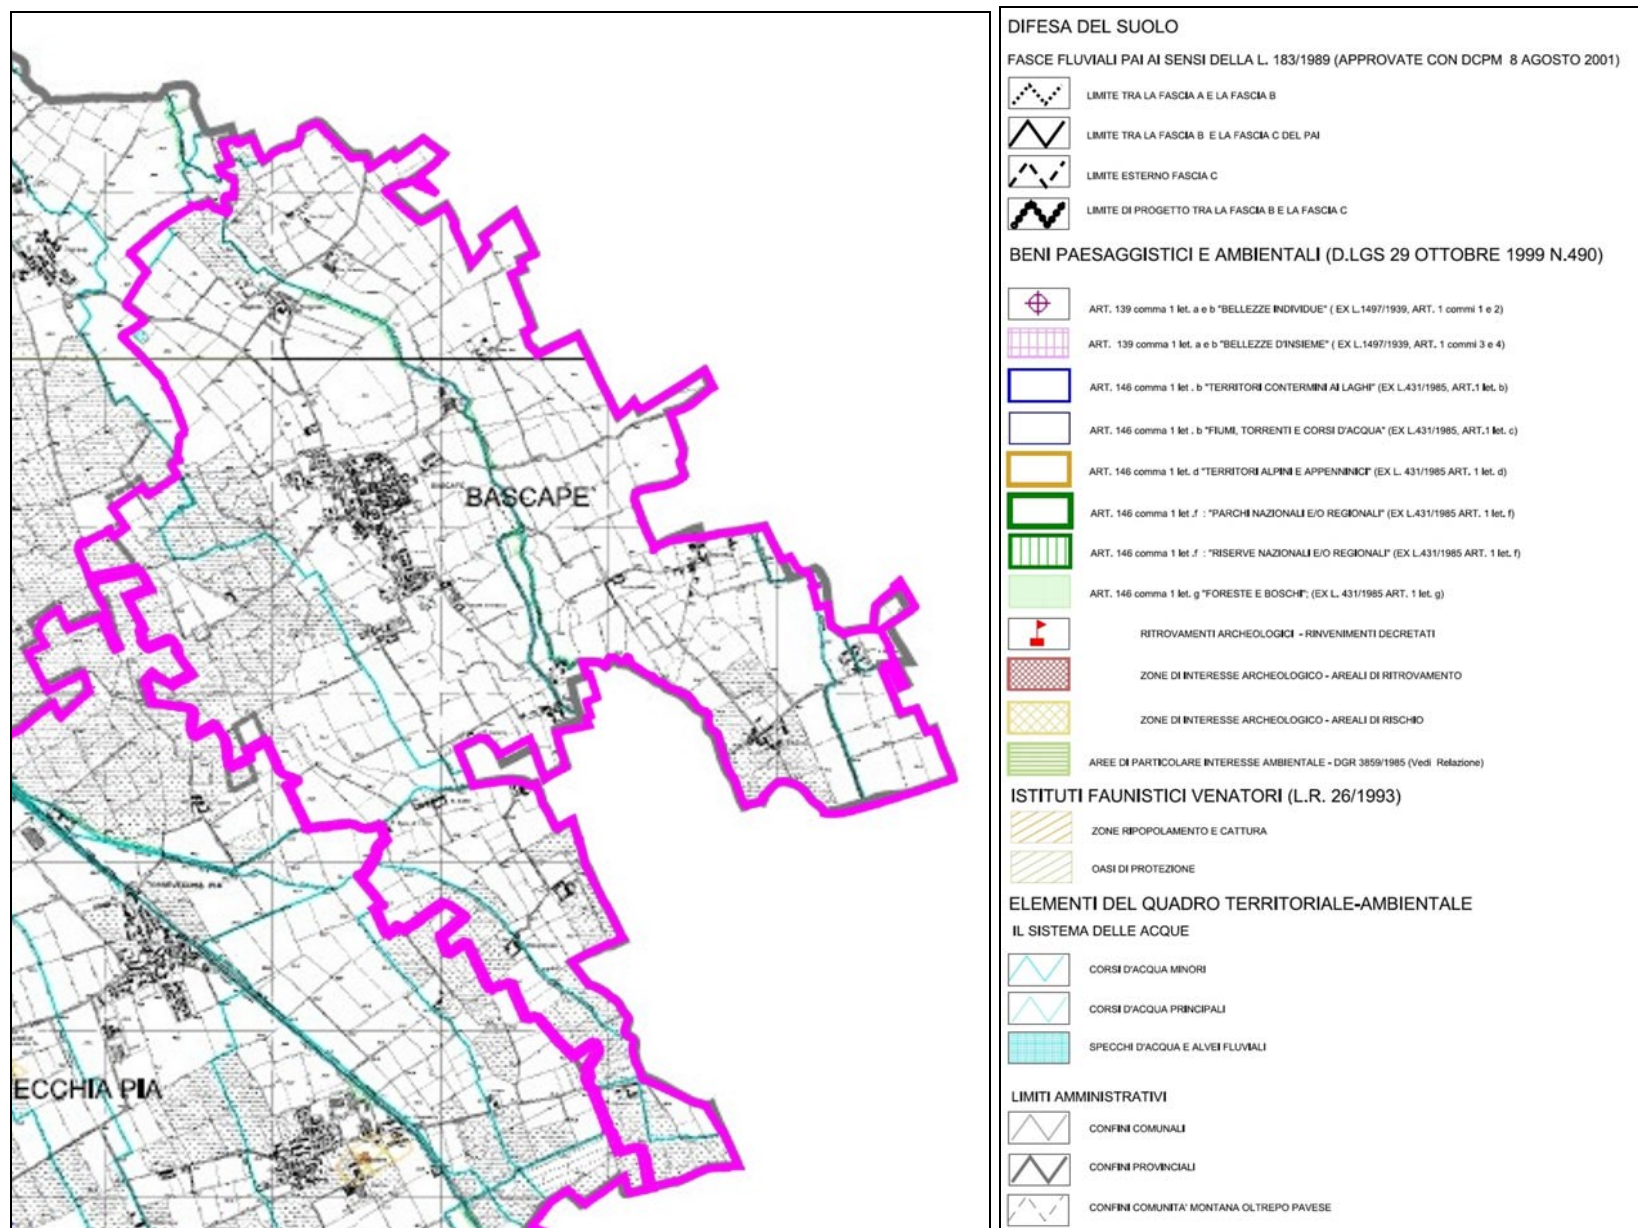 BASCAPE'
ECCHIA PIA
DIFESA DEL SUOLO
FASCE FLUVIALI PAI AI SENSI DELLA L. 183/1989 (APPROVATE CON DCPM 8 AGOSTO 2001)
LIMITE TRA LA FASCIA A E LA FASCIA B
LIMITE TRA LA FASCIA B E LA FASCIA C DEL PAI
LIMITE ESTERNO FASCIA C
LIMITE DI PROGETTO TRA LA FASCIA B E LA FASCIA C
BENI PAESAGGISTICI E AMBIENTALI (D.LGS 29 OTTOBRE 1999 N.490)
ART. 139 comma 1 let. a e b "BELLEZZE INDIVIDUE" ( EX L.1497/1939, ART. 1 commi 1 e 2)
ART. 139 comma 1 let. a e b "BELLEZZE D'INSIEME" ( EX L.1497/1939, ART. 1 commi 3 e 4)
ART. 146 comma 1 let . b "TERRITORI CONTERMINI AI LAGHI" (EX L.431/1985, ART.1 let. b)
ART. 146 comma 1 let . b "FIUMI, TORRENTI E CORSI D'ACQUA" (EX L.431/1985, ART.1 let. c)
ART. 146 comma 1 let. d "TERRITORI ALPINI E APPENNINICI" (EX L. 431/1985 ART. 1 let. d)
ART. 146 comma 1 let .f : "PARCHI NAZIONALI E/O REGIONALI" (EX L.431/1985 ART. 1 let. f)
ART. 146 comma 1 let .f : "RISERVE NAZIONALI E/O REGIONALI" (EX L.431/1985 ART. 1 let. f)
ART. 146 comma 1 let. g "FORESTE E BOSCHI"; (EX L. 431/1985 ART. 1 let. g)
RITROVAMENTI ARCHEOLOGICI - RINVENIMENTI DECRETATI
ZONE DI INTERESSE ARCHEOLOGICO - AREALI DI RITROVAMENTO
ZONE DI INTERESSE ARCHEOLOGICO - AREALI DI RISCHIO
AREE DI PARTICOLARE INTERESSE AMBIENTALE - DGR 3859/1985 (Vedi Relazione)
ISTITUTI FAUNISTICI VENATORI (L.R. 26/1993)
ZONE RIPOPOLAMENTO E CATTURA
OASI DI PROTEZIONE
ELEMENTI DEL QUADRO TERRITORIALE-AMBIENTALE
IL SISTEMA DELLE ACQUE
CORSI D'ACQUA MINORI
CORSI D'ACQUA PRINCIPALI
SPECCHI D'ACQUA E ALVEI FLUVIALI
LIMITI AMMINISTRATIVI
CONFINI COMUNALI
CONFINI PROVINCIALI
CONFINI COMUNITA' MONTANA OLTREPO PAVESE